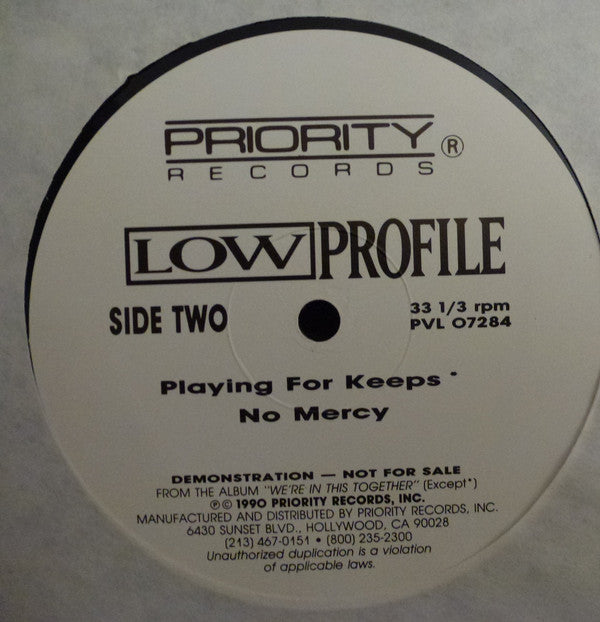 PRIORITY ®
RECORDS
LOW PROFILE
SIDE TWO
33 1/3 rpm
PVL 07284
Playing For Keeps *
No Mercy
DEMONSTRATION — NOT FOR SALE
FROM THE ALBUM "WE'RE IN THIS TOGETHER" (Except*)
℗ © 1990 PRIORITY RECORDS, INC.
MANUFACTURED AND DISTRIBUTED BY PRIORITY RECORDS, INC.
6430 SUNSET BLVD., HOLLYWOOD, CA 90028
(213) 467-0151 • (800) 235-2300
Unauthorized duplication is a violation
of applicable laws.